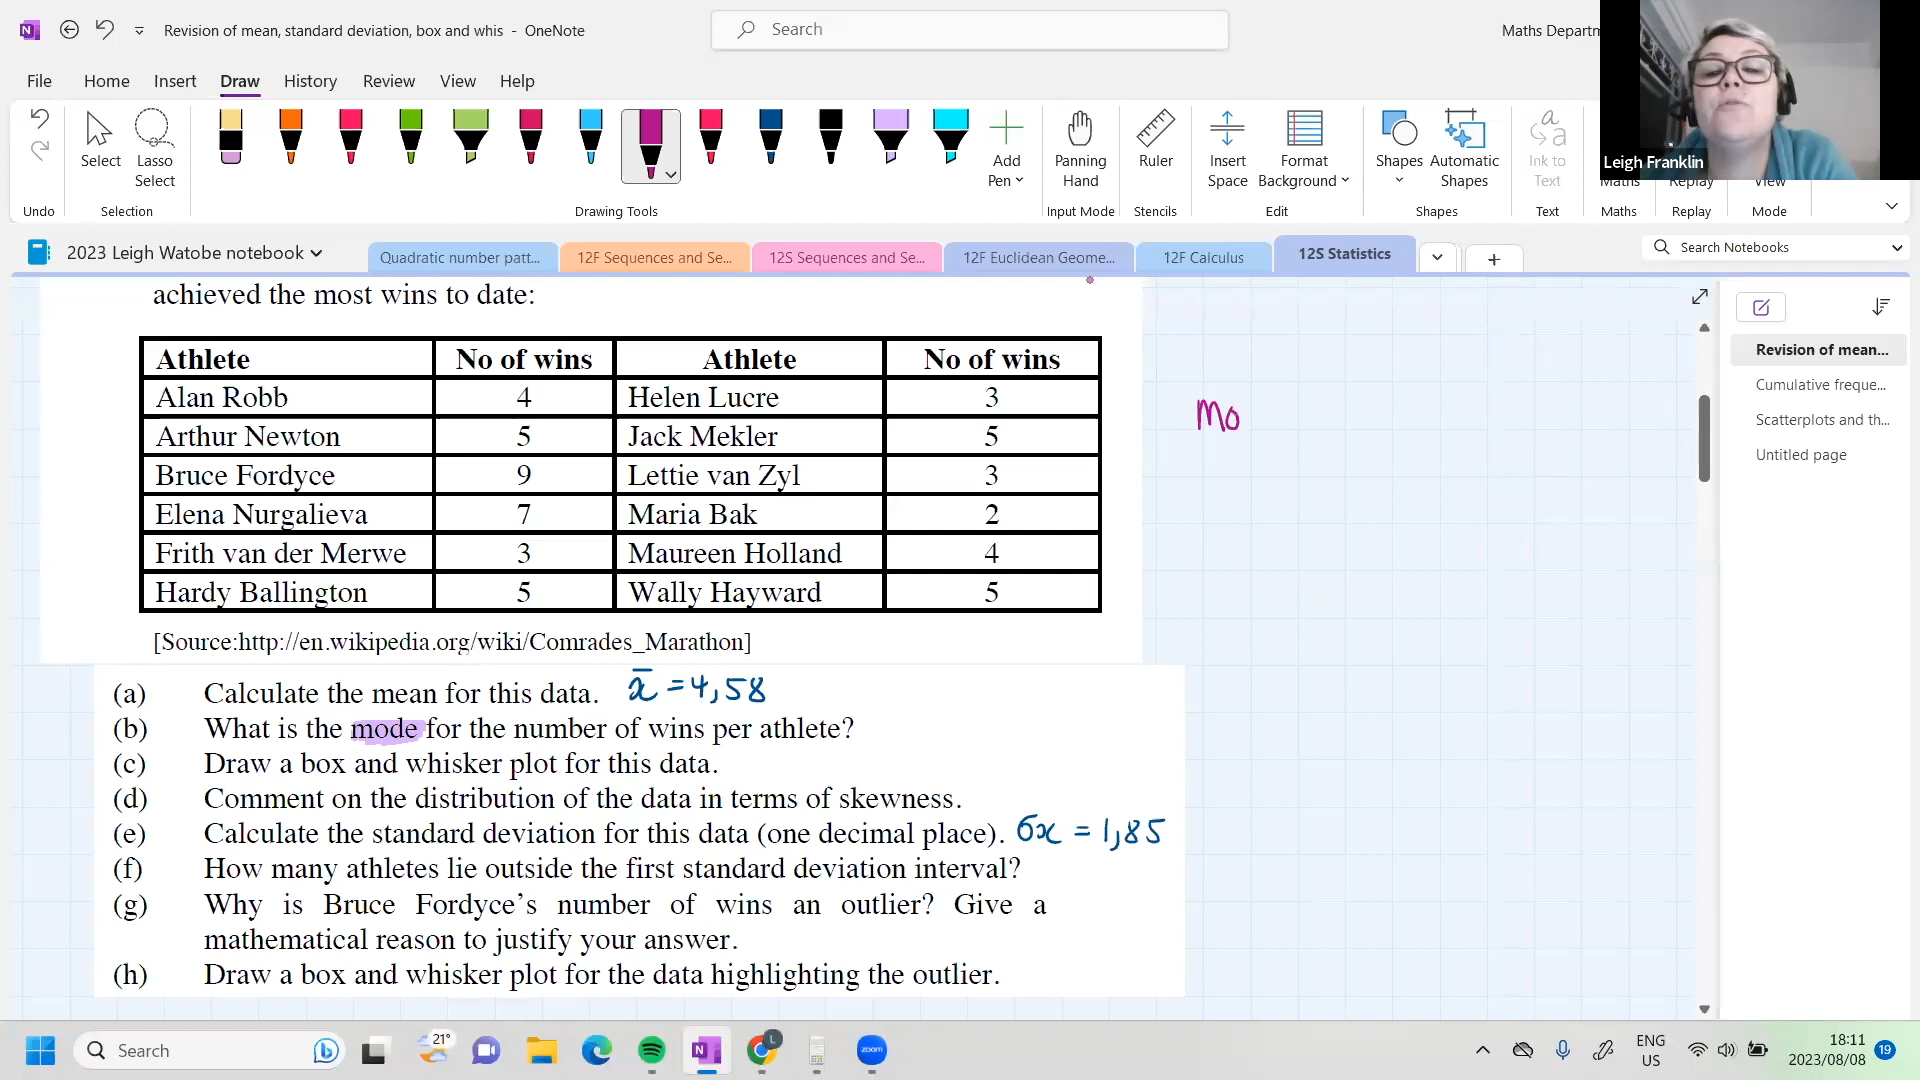 Revision of mean, standard deviation, box and whis - OneNote
Search
Maths Departm
File Home Insert Draw History Review View Help
Undo
Select
Lasso Select
Selection
Drawing Tools
Add Pen
Panning Hand
Input Mode
Ruler
Stencils
Insert Space
Format Background
Edit
Shapes
Automatic Shapes
Shapes
Ink to Text
Text
Maths
Maths
Replay
Replay
View
Mode
Leigh Franklin
2023 Leigh Watobe notebook
Quadratic number patt... 12F Sequences and Se... 12S Sequences and Se... 12F Euclidean Geome... 12F Calculus 12S Statistics
Search Notebooks
achieved the most wins to date:
Athlete No of wins Athlete No of wins
Alan Robb 4 Helen Lucre 3
Arthur Newton 5 Jack Mekler 5
Bruce Fordyce 9 Lettie van Zyl 3
Elena Nurgalieva 7 Maria Bak 2
Frith van der Merwe 3 Maureen Holland 4
Hardy Ballington 5 Wally Hayward 5
[Source:http://en.wikipedia.org/wiki/Comrades_Marathon]
Mo
(a) Calculate the mean for this data. x̄ = 4,58
(b) What is the mode for the number of wins per athlete?
(c) Draw a box and whisker plot for this data.
(d) Comment on the distribution of the data in terms of skewness.
(e) Calculate the standard deviation for this data (one decimal place). σx = 1,85
(f) How many athletes lie outside the first standard deviation interval?
(g) Why is Bruce Fordyce's number of wins an outlier? Give a
mathematical reason to justify your answer.
(h) Draw a box and whisker plot for the data highlighting the outlier.
Revision of mean...
Cumulative freque...
Scatterplots and th...
Untitled page
Search
21°
zoom
ENG
US
18:11
2023/08/08
19